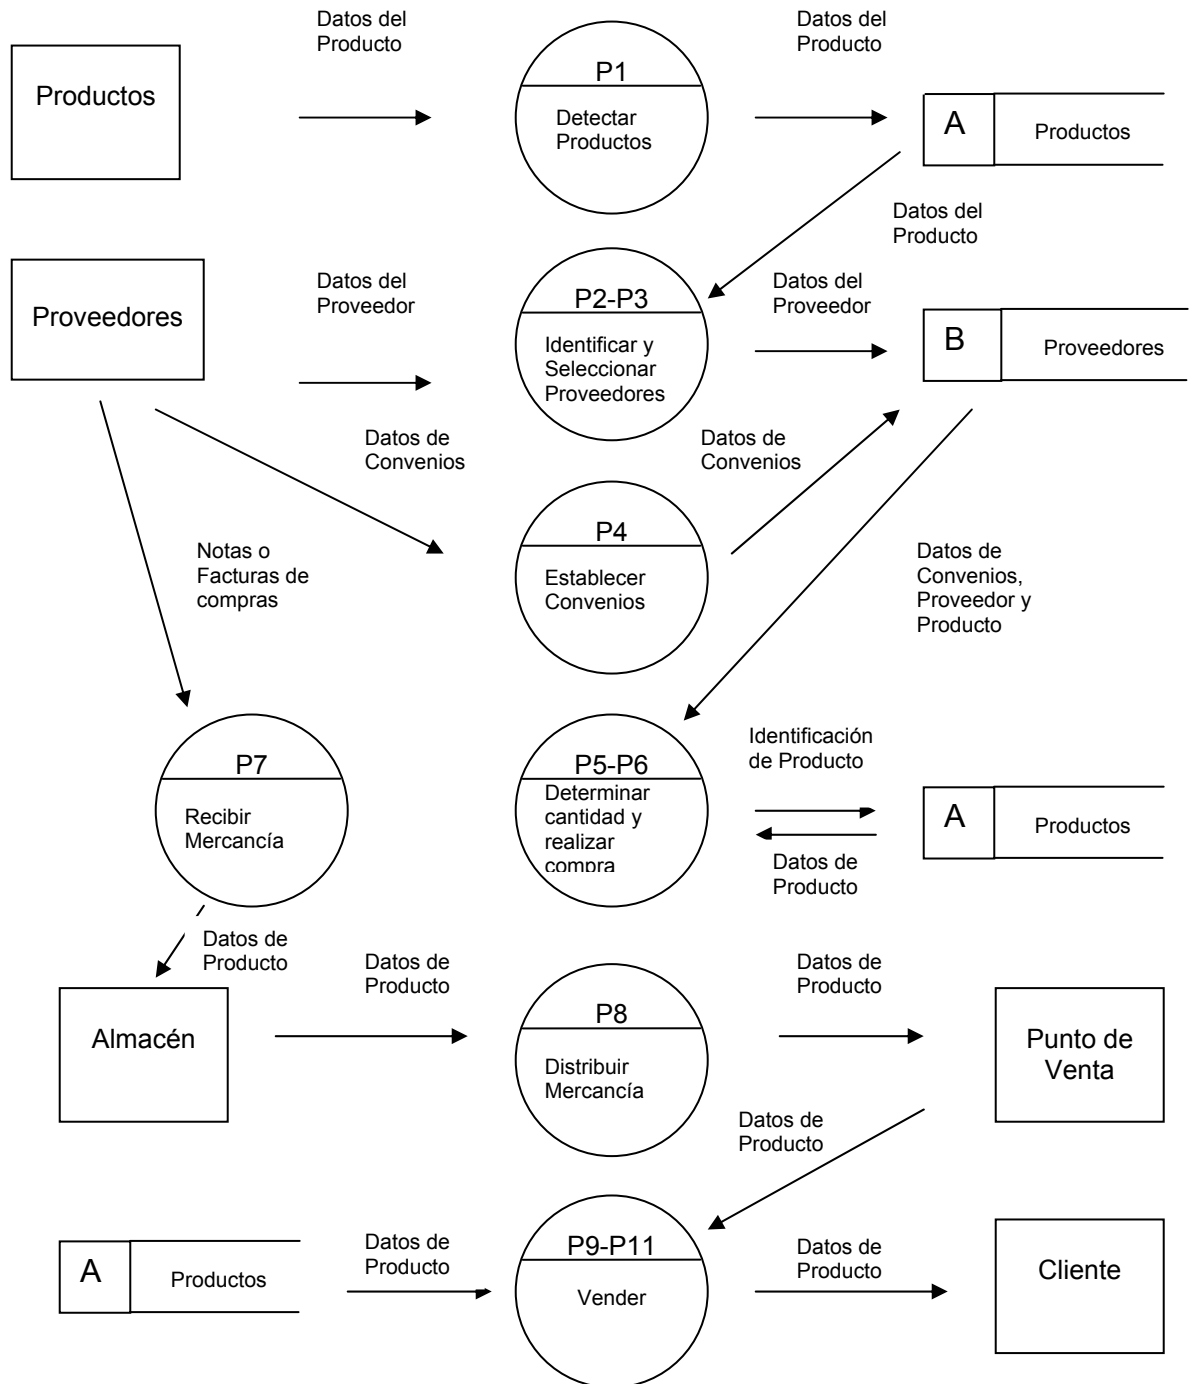 Datos del
Producto
Datos del
Producto
Productos
P1
Detectar
Productos
A
Productos
Datos del
Producto
Proveedores
Datos del
Proveedor
P2-P3
Identificar y
Seleccionar
Proveedores
Datos del
Proveedor
B
Proveedores
Datos de
Convenios
Datos de
Convenios
P4
Establecer
Convenios
Notas o
Facturas de
compras
Datos de
Convenios,
Proveedor y
Producto
P7
Recibir
Mercancía
P5-P6
Determinar
cantidad y
realizar
compra
Identificación
de Producto
A
Productos
Datos de
Producto
Datos de
Producto
Datos de
Producto
Datos de
Producto
Almacén
P8
Distribuir
Mercancía
Punto de
Venta
Datos de
Producto
A
Productos
Datos de
Producto
P9-P11
Vender
Datos de
Producto
Cliente